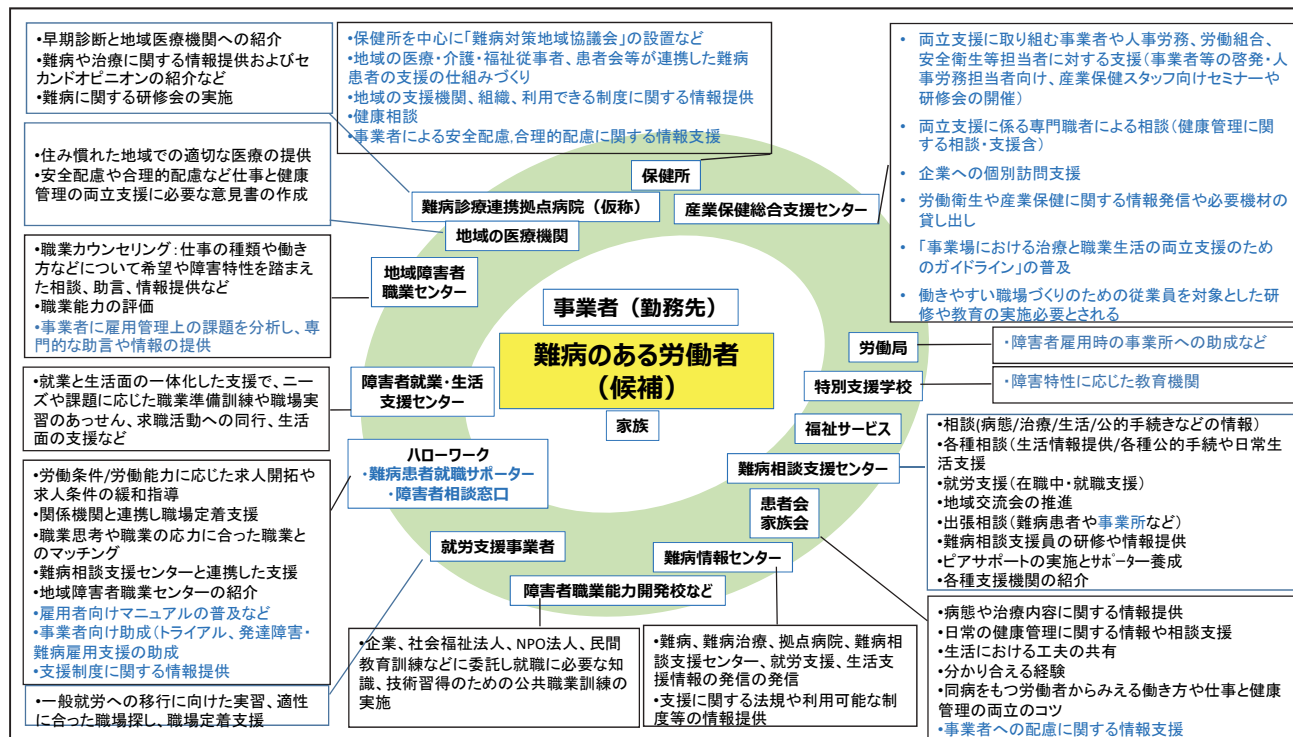 •早期診断と地域医療機関への紹介
•難病や治療に関する情報提供およびセ
カンドオピニオンの紹介など
•難病に関する研修会の実施
•保健所を中心に「難病対策地域協議会」の設置など
•地域の医療・介護・福祉従事者、患者会等が連携した難病
患者の支援の仕組みづくり
•地域の支援機関、組織、利用できる制度に関する情報提供
•健康相談
•事業者による安全配慮,合理的配慮に関する情報支援
• 両立支援に取り組む事業者や人事労務、労働組合、
安全衛生等担当者に対する支援(事業者等の啓発・人
事労務担当者向け、産業保健スタッフ向けセミナーや
研修会の開催)
• 両立支援に係る専門職者による相談(健康管理に関
する相談・支援含)
• 企業への個別訪問支援
• 労働衛生や産業保健に関する情報発信や必要機材の
貸し出し
• 「事業場における治療と職業生活の両立支援のため
のガイドライン」の普及
• 働きやすい職場づくりのための従業員を対象とした研
修や教育の実施必要とされる
•住み慣れた地域での適切な医療の提供
•安全配慮や合理的配慮など仕事と健康
管理の両立支援に必要な意見書の作成
保健所
難病診療連携拠点病院（仮称）
産業保健総合支援センター
地域の医療機関
•職業カウンセリング:仕事の種類や働き
方などについて希望や障害特性を踏まえ
た相談、助言、情報提供など
•職業能力の評価
•事業者に雇用管理上の課題を分析し、専
門的な助言や情報の提供
地域障害者
職業センター
事業者（勤務先）
難病のある労働者
（候補）
家族
労働局
・障害者雇用時の事業所への助成など
特別支援学校
・障害特性に応じた教育機関
•就業と生活面の一体化した支援で、ニー
ズや課題に応じた職業準備訓練や職場実
習のあっせん、求職活動への同行、生活
面の支援など
障害者就業・生活
支援センター
福祉サービス
難病相談支援センター
•相談(病態/治療/生活/公的手続きなどの情報)
•各種相談(生活情報提供/各種公的手続や日常生
活支援
•就労支援(在職中・就職支援)
•地域交流会の推進
•出張相談(難病患者や事業所など)
•難病相談支援員の研修や情報提供
•ピアサポートの実施とｻﾎﾟｰﾀｰ養成
•各種支援機関の紹介
ハローワーク
・難病患者就職サポーター
・障害者相談窓口
•労働条件/労働能力に応じた求人開拓や
求人条件の緩和指導
•関係機関と連携し職場定着支援
•職業思考や職業の応力に合った職業と
のマッチング
•難病相談支援センターと連携した支援
•地域障害者職業センターの紹介
•雇用者向けマニュアルの普及など
•事業者向け助成(トライアル、発達障害・
難病雇用支援の助成
•支援制度に関する情報提供
患者会
家族会
就労支援事業者
難病情報センター
障害者職業能力開発校など
•一般就労への移行に向けた実習、適性
に合った職場探し、職場定着支援
•企業、社会福祉法人、NPO法人、民間
教育訓練などに委託し就職に必要な知
識、技術習得のための公共職業訓練の
実施
•難病、難病治療、拠点病院、難病相
談支援センター、就労支援、生活支
援情報の発信の発信
•支援に関する法規や利用可能な制
度等の情報提供
•病態や治療内容に関する情報提供
•日常の健康管理に関する情報や相談支援
•生活における工夫の共有
•分かり合える経験
•同病をもつ労働者からみえる働き方や仕事と健康
管理の両立のコツ
•事業者への配慮に関する情報支援